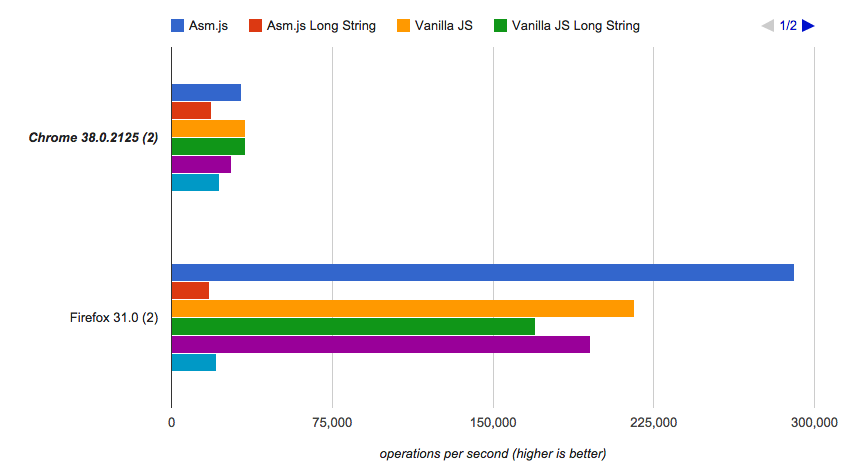 Asm.js Asm.js Long String Vanilla JS Vanilla JS Long String 1/2
Chrome 38.0.2125 (2)
Firefox 31.0 (2)
0 75,000 150,000 225,000 300,000
operations per second (higher is better)